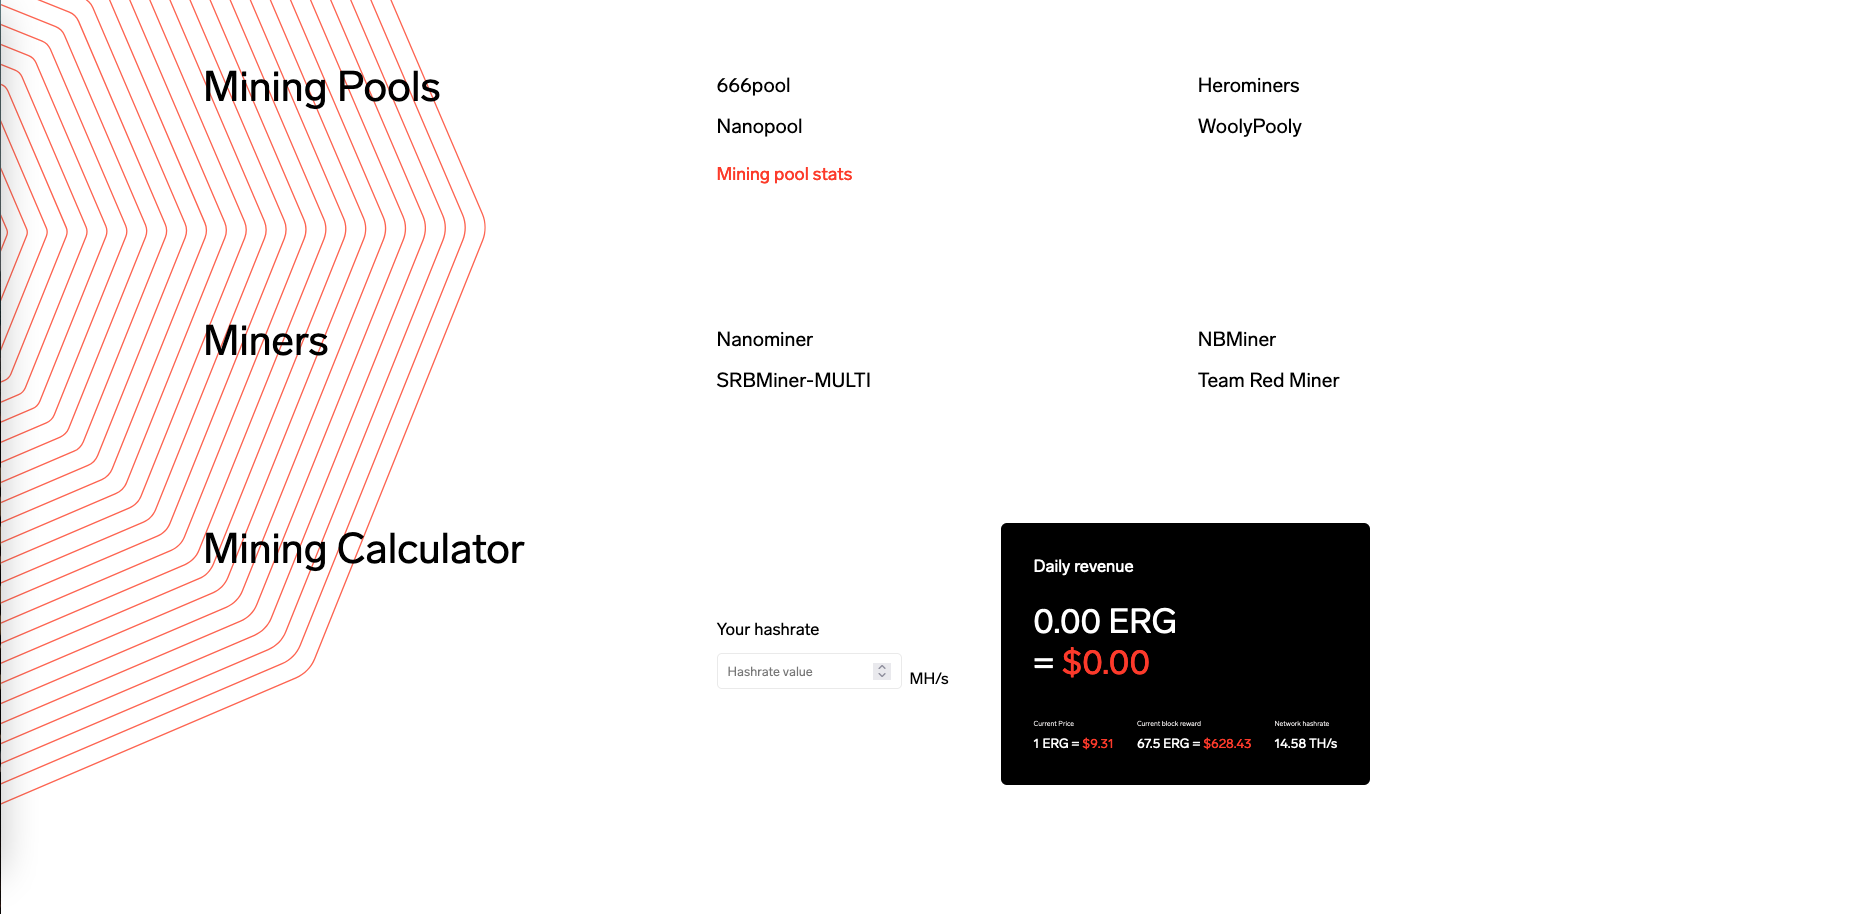 Mining Pools
666pool
Herominers
Nanopool
WoolyPooly
Mining pool stats
Miners
Nanominer
NBMiner
SRBMiner-MULTI
Team Red Miner
Mining Calculator
Your hashrate
Hashrate value
MH/s
Daily revenue
0.00 ERG
= $0.00
Current Price
1 ERG = $9.31
Current block reward
67.5 ERG = $628.43
Network hashrate
14.58 TH/s